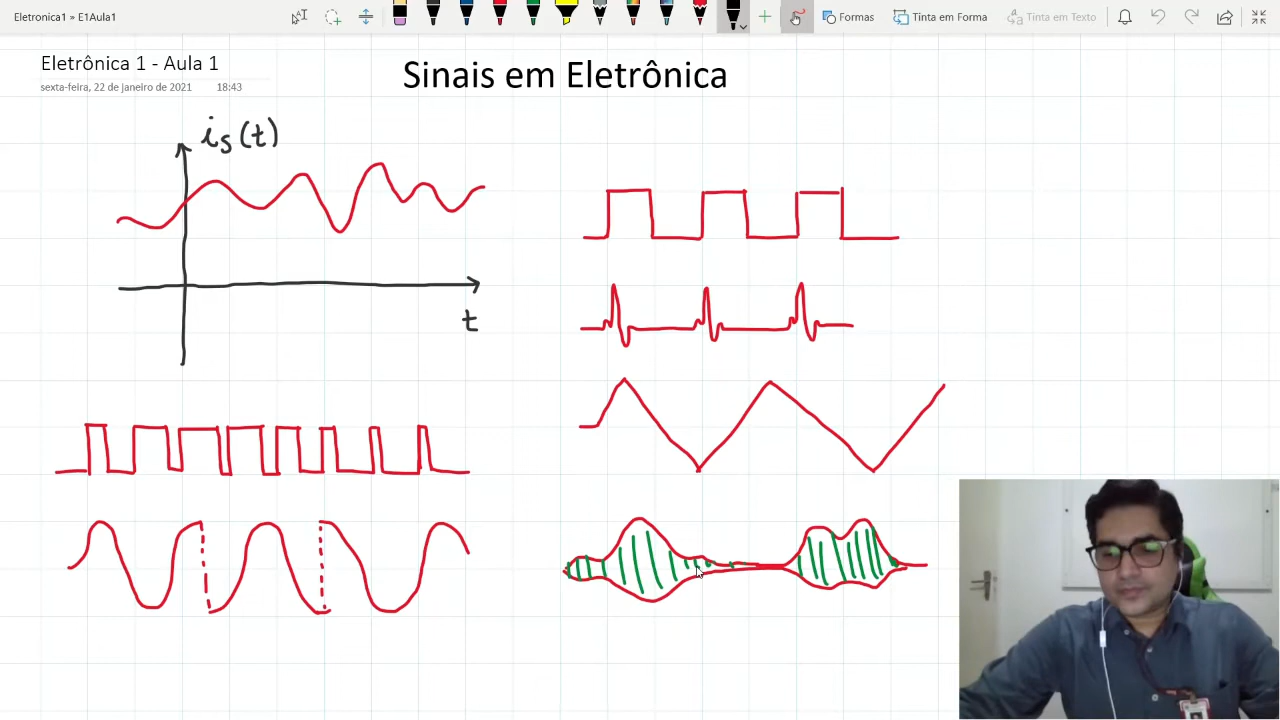 Eletronica1 » E1Aula1
Formas
Tinta em Forma
Tinta em Texto
Eletrônica 1 - Aula 1
sexta-feira, 22 de janeiro de 2021 18:43
Sinais em Eletrônica
is(t)
t